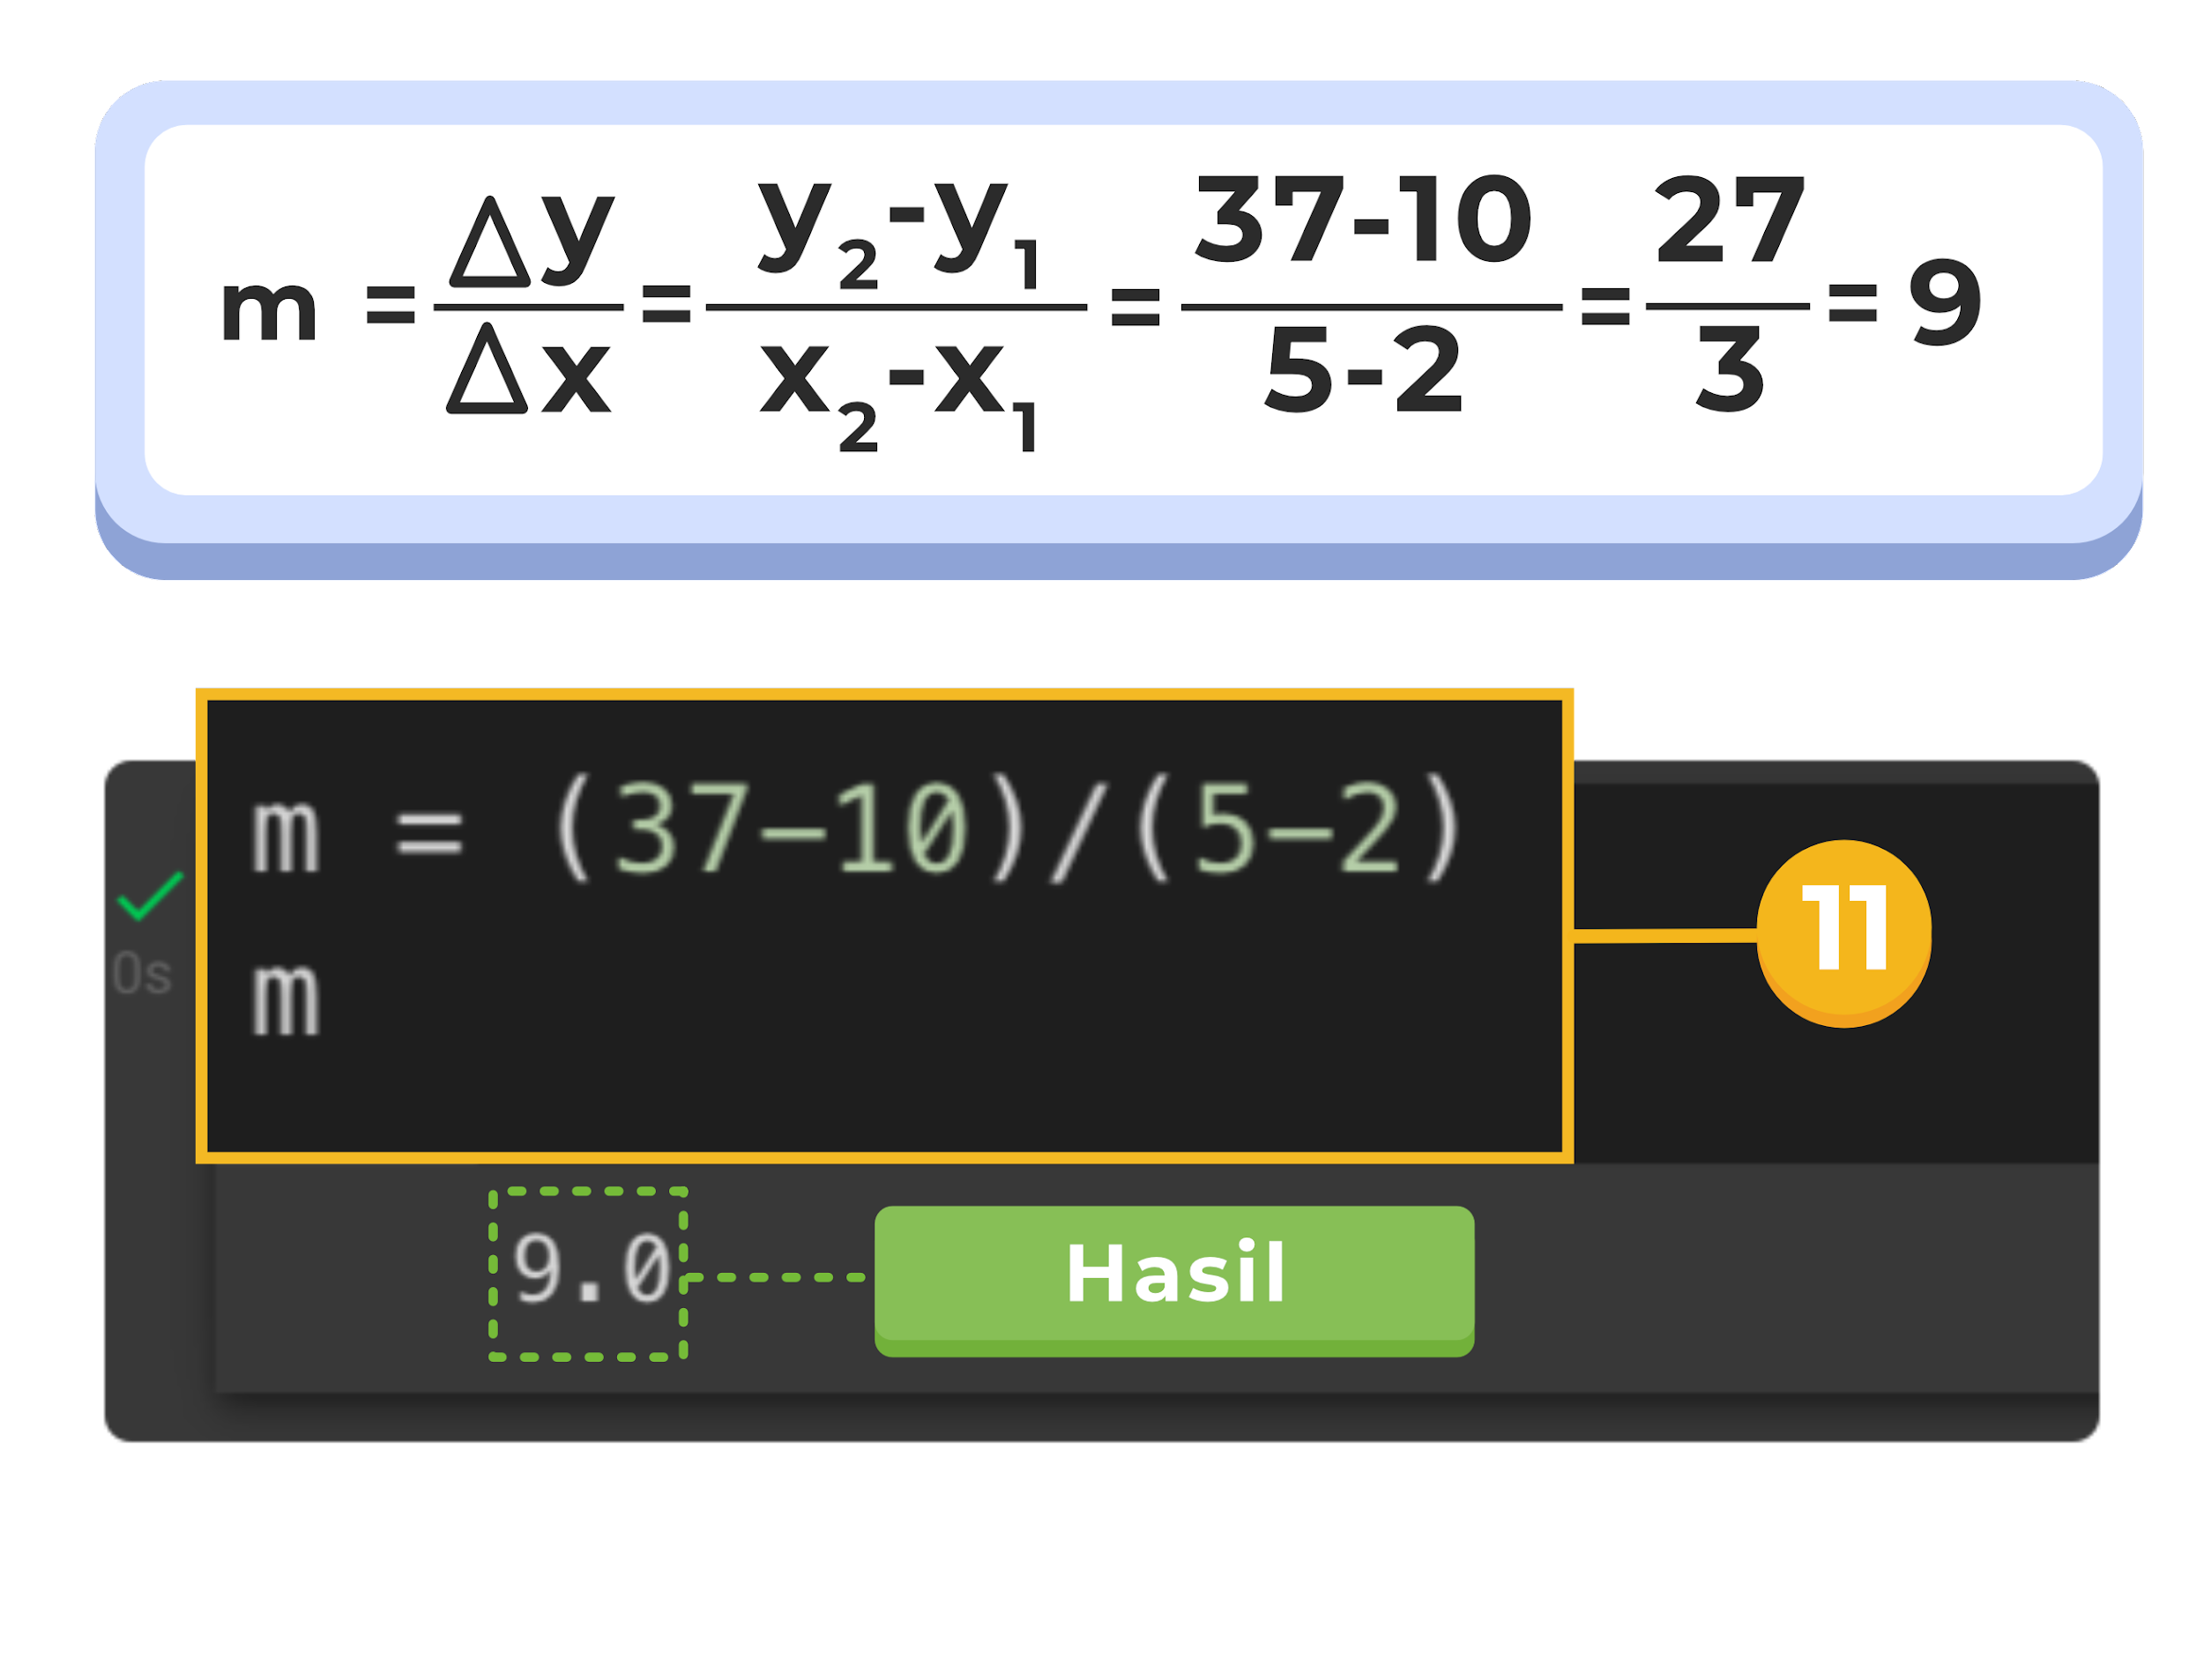 m = Δy/Δx = y₂-y₁/x₂-x₁ = 37-10/5-2 = 27/3 = 9
m = (37-10)/(5-2)
11
0s
m
9.0
Hasil